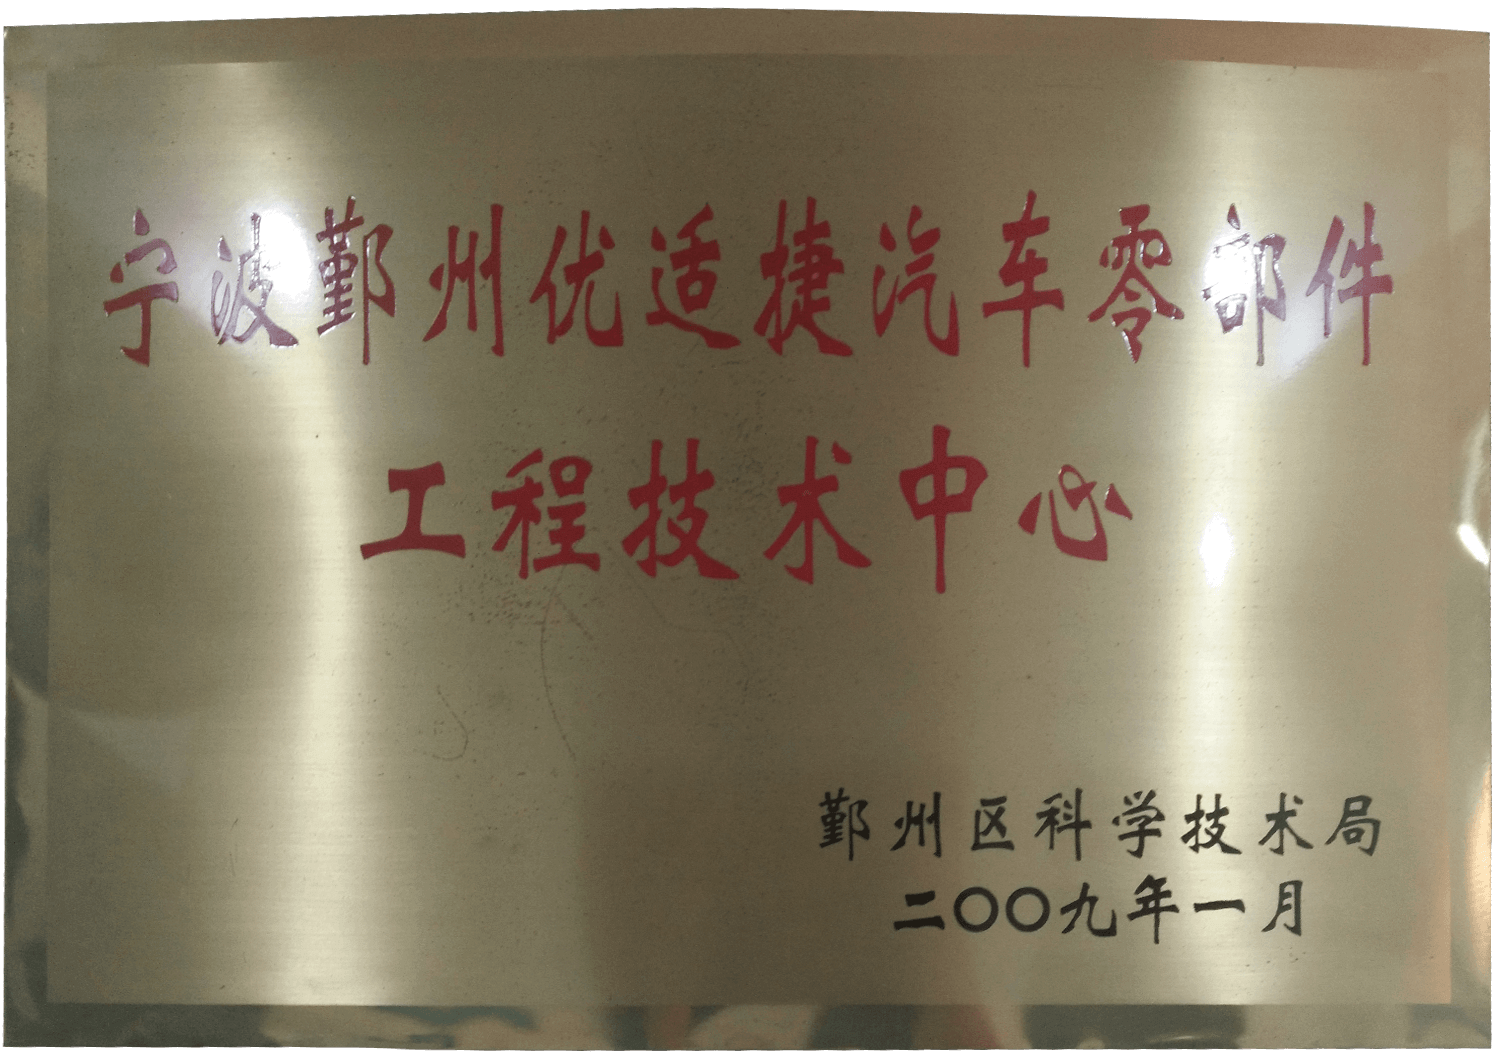 宁波鄞州优适捷汽车零部件
工程技术中心
鄞州区科学技术局
二〇〇九年一月